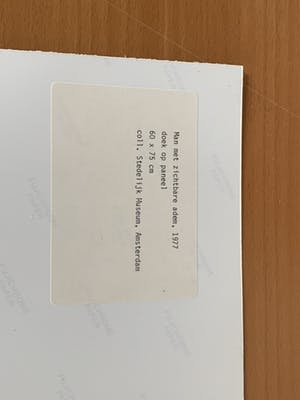 Man met zichtbare adem, 1977
doek op paneel
60 x 75 cm
coll. Stedelijk Museum, Amsterdam